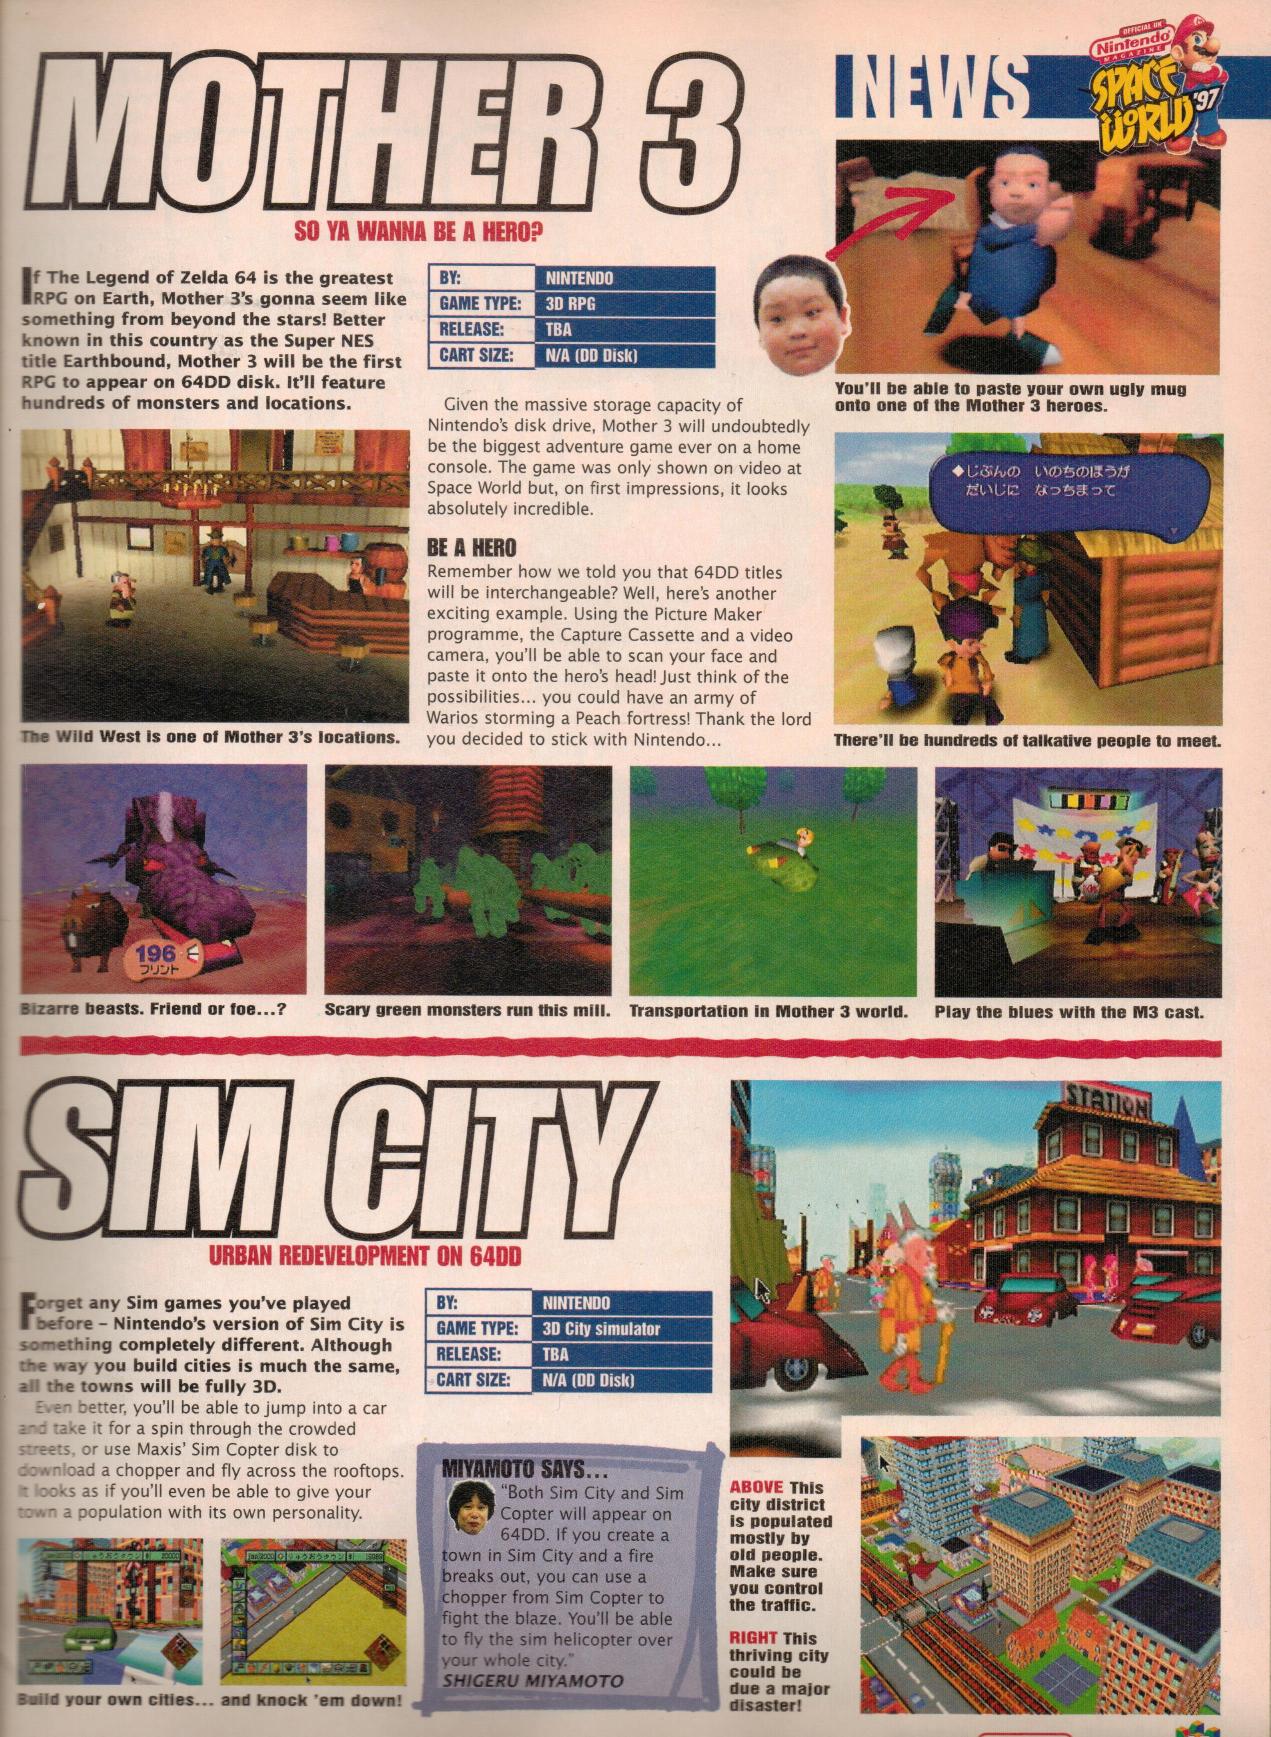 MOTHER 3
SO YA WANNA BE A HERO?
NEWS
OFFICIAL UK
Nintendo
MAGAZINE
SPACE
WORLD
'97
If The Legend of Zelda 64 is the greatest
RPG on Earth, Mother 3's gonna seem like
something from beyond the stars! Better
known in this country as the Super NES
title Earthbound, Mother 3 will be the first
RPG to appear on 64DD disk. It'll feature
hundreds of monsters and locations.
BY: NINTENDO
GAME TYPE: 3D RPG
RELEASE: TBA
CART SIZE: N/A (DD Disk)
Given the massive storage capacity of
Nintendo's disk drive, Mother 3 will undoubtedly
be the biggest adventure game ever on a home
console. The game was only shown on video at
Space World but, on first impressions, it looks
absolutely incredible.
BE A HERO
Remember how we told you that 64DD titles
will be interchangeable? Well, here's another
exciting example. Using the Picture Maker
programme, the Capture Cassette and a video
camera, you'll be able to scan your face and
paste it onto the hero's head! Just think of the
possibilities... you could have an army of
Warios storming a Peach fortress! Thank the lord
you decided to stick with Nintendo...
You'll be able to paste your own ugly mug
onto one of the Mother 3 heroes.
◆じぶんの いのちのほうが
だいじに なっちまって
The Wild West is one of Mother 3's locations.
There'll be hundreds of talkative people to meet.
196
プリント
Bizarre beasts. Friend or foe...?
Scary green monsters run this mill.
Transportation in Mother 3 world.
Play the blues with the M3 cast.
SIM CITY
URBAN REDEVELOPMENT ON 64DD
Forget any Sim games you've played
before – Nintendo's version of Sim City is
something completely different. Although
the way you build cities is much the same,
all the towns will be fully 3D.
Even better, you'll be able to jump into a car
and take it for a spin through the crowded
streets, or use Maxis' Sim Copter disk to
download a chopper and fly across the rooftops.
It looks as if you'll even be able to give your
town a population with its own personality.
BY: NINTENDO
GAME TYPE: 3D City simulator
RELEASE: TBA
CART SIZE: N/A (DD Disk)
STATION
MIYAMOTO SAYS...
"Both Sim City and Sim
Copter will appear on
64DD. If you create a
town in Sim City and a fire
breaks out, you can use a
chopper from Sim Copter to
fight the blaze. You'll be able
to fly the sim helicopter over
your whole city."
SHIGERU MIYAMOTO
ABOVE This
city district
is populated
mostly by
old people.
Make sure
you control
the traffic.
RIGHT This
thriving city
could be
due a major
disaster!
20000
Build your own cities... and knock 'em down!